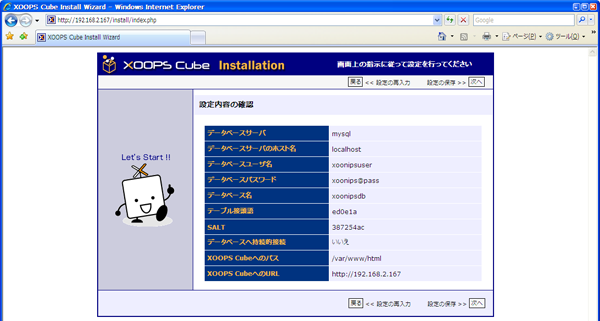 XOOPS Cube Install Wizard - Windows Internet Explorer
http://192.168.2.167/install/index.php
Google
XOOPS Cube Install Wizard
ページ(P)
ツール(O)
XOOPS Cube Installation
画面上の指示に従って設定を行ってください
戻る << 設定の再入力 設定の保存 >> 次へ
設定内容の確認
Let's Start !!
データベースサーバ mysql
データベースサーバのホスト名 localhost
データベースユーザ名 xoonipsuser
データベースパスワード xoonips@pass
データベース名 xoonipsdb
テーブル接頭語 ed0e1a
SALT 387254ac
データベースへ持続的接続 いいえ
XOOPS Cubeへのパス /var/www/html
XOOPS CubeへのURL http://192.168.2.167
戻る << 設定の再入力 設定の保存 >> 次へ